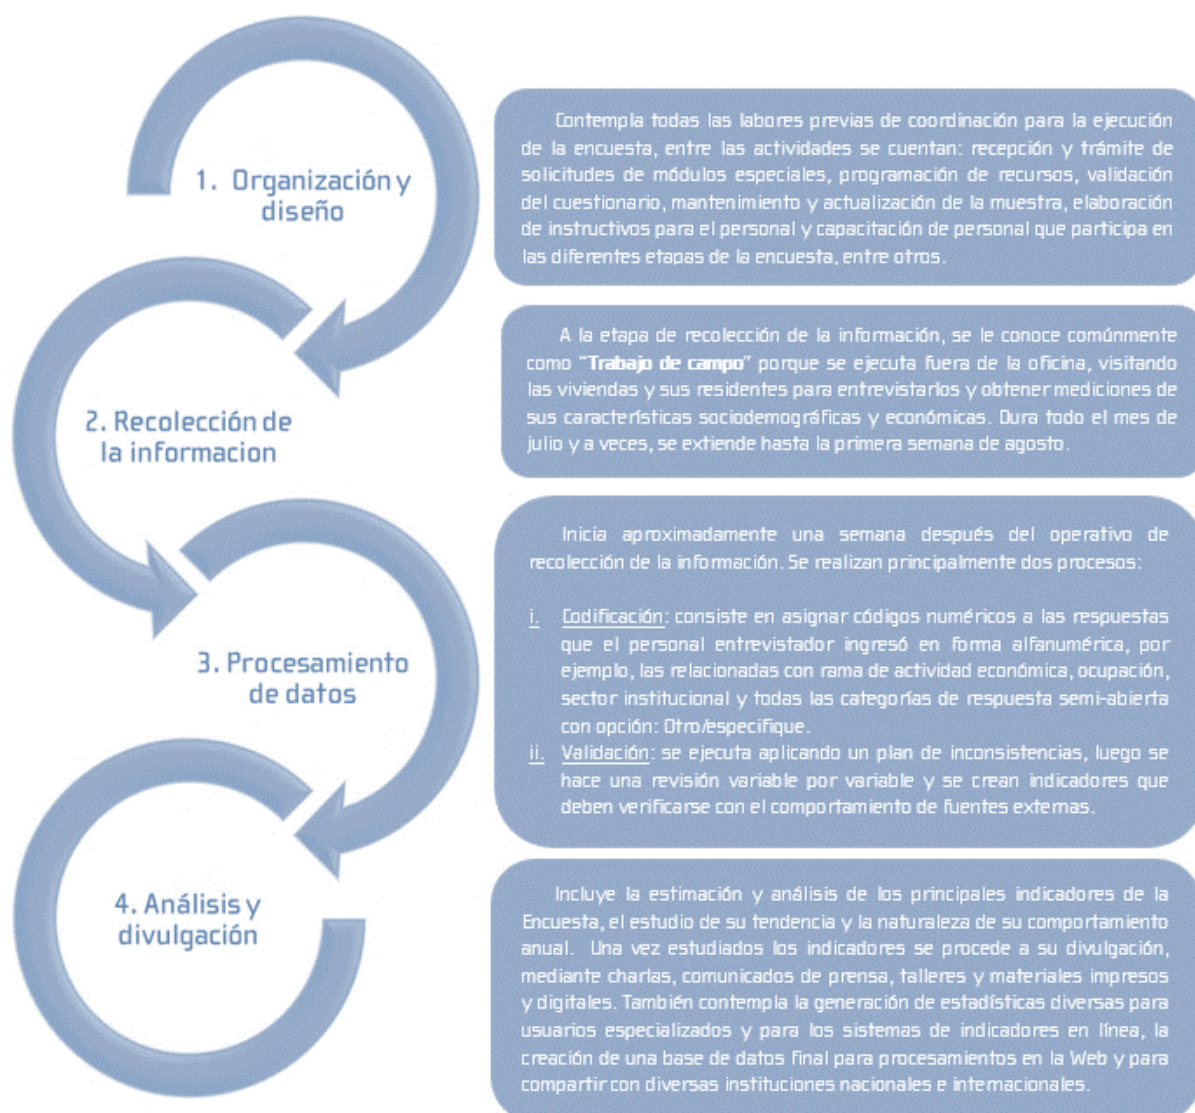 1. Organización y
diseño
Contempla todas las labores previas de coordinación para la ejecución
de la encuesta, entre las actividades se cuentan: recepción y trámite de
solicitudes de módulos especiales, programación de recursos, validación
del cuestionario, mantenimiento y actualización de la muestra, elaboración
de instructivos para el personal y capacitación de personal que participa en
las diferentes etapas de la encuesta, entre otros.
2. Recolección de
la informacion
A la etapa de recolección de la información, se le conoce comúnmente
como "Trabajo de campo" porque se ejecuta fuera de la oficina, visitando
las viviendas y sus residentes para entrevistarlos y obtener mediciones de
sus características sociodemográficas y económicas. Dura todo el mes de
julio y a veces, se extiende hasta la primera semana de agosto.
3. Procesamiento
de datos
Inicia aproximadamente una semana después del operativo de
recolección de la información. Se realizan principalmente dos procesos:
i. Codificación: consiste en asignar códigos numéricos a las respuestas
que el personal entrevistador ingresó en forma alfanumérica, por
ejemplo, las relacionadas con rama de actividad económica, ocupación,
sector institucional y todas las categorías de respuesta semi-abierta
con opción: Otro/especifique.
ii. Validación: se ejecuta aplicando un plan de inconsistencias, luego se
hace una revisión variable por variable y se crean indicadores que
deben verificarse con el comportamiento de fuentes externas.
4. Análisis y
divulgación
Incluye la estimación y análisis de los principales indicadores de la
Encuesta, el estudio de su tendencia y la naturaleza de su comportamiento
anual. Una vez estudiados los indicadores se procede a su divulgación,
mediante charlas, comunicados de prensa, talleres y materiales impresos
y digitales. También contempla la generación de estadísticas diversas para
usuarios especializados y para los sistemas de indicadores en línea, la
creación de una base de datos final para procesamientos en la Web y para
compartir con diversas instituciones nacionales e internacionales.